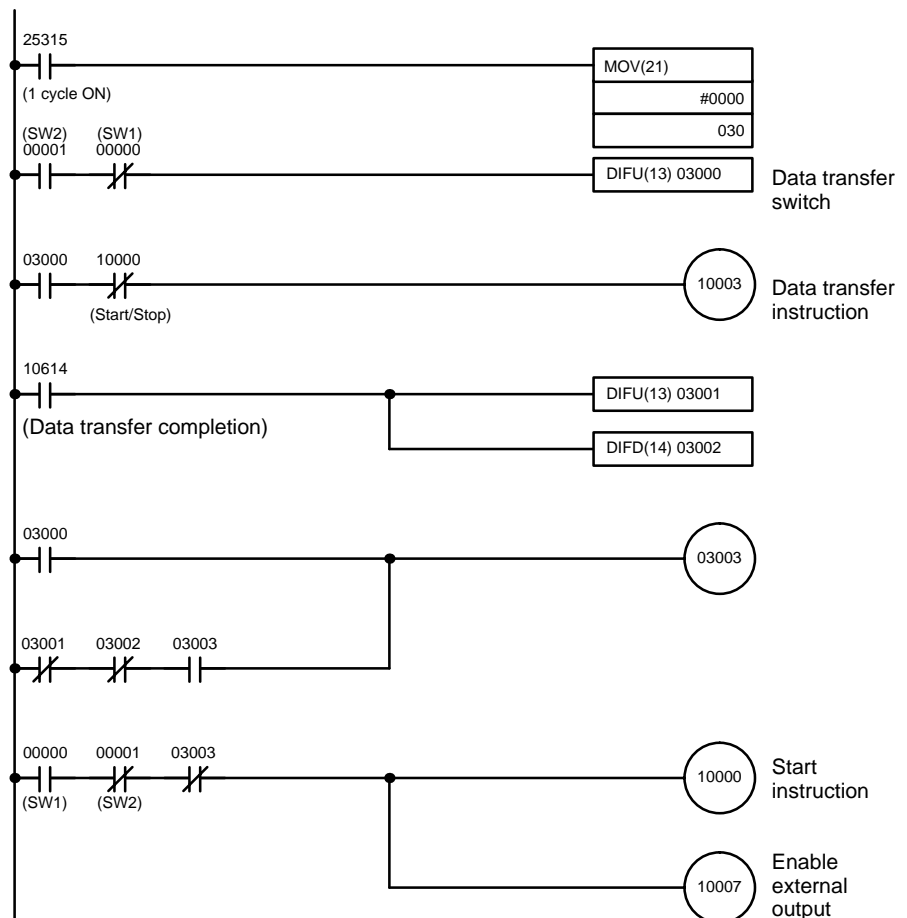 25315
(1 cycle ON)
MOV(21)
#0000
030
(SW2) (SW1)
00001 00000
DIFU(13) 03000
Data transfer
switch
03000 10000
(Start/Stop)
10003
Data transfer
instruction
10614
(Data transfer completion)
DIFU(13) 03001
DIFD(14) 03002
03000
03003
03001 03002 03003
00000 00001 03003
(SW1) (SW2)
10000
Start
instruction
10007
Enable
external
output